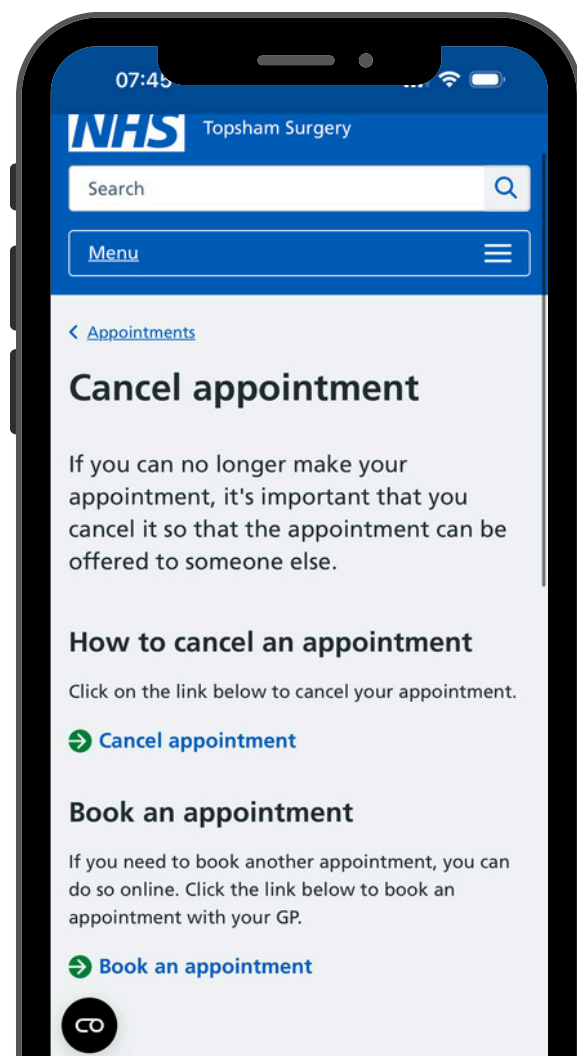 07:45
NHS
Topsham Surgery
Search
Menu
Appointments
Cancel appointment
If you can no longer make your
appointment, it's important that you
cancel it so that the appointment can be
offered to someone else.
How to cancel an appointment
Click on the link below to cancel your appointment.
Cancel appointment
Book an appointment
If you need to book another appointment, you can
do so online. Click the link below to book an
appointment with your GP.
Book an appointment